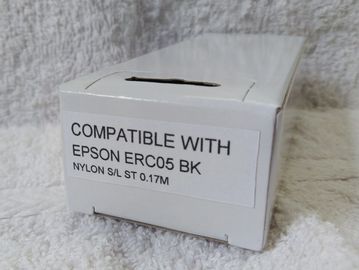 COMPATIBLE WITH
EPSON ERC05 BK
NYLON S/L ST 0.17M